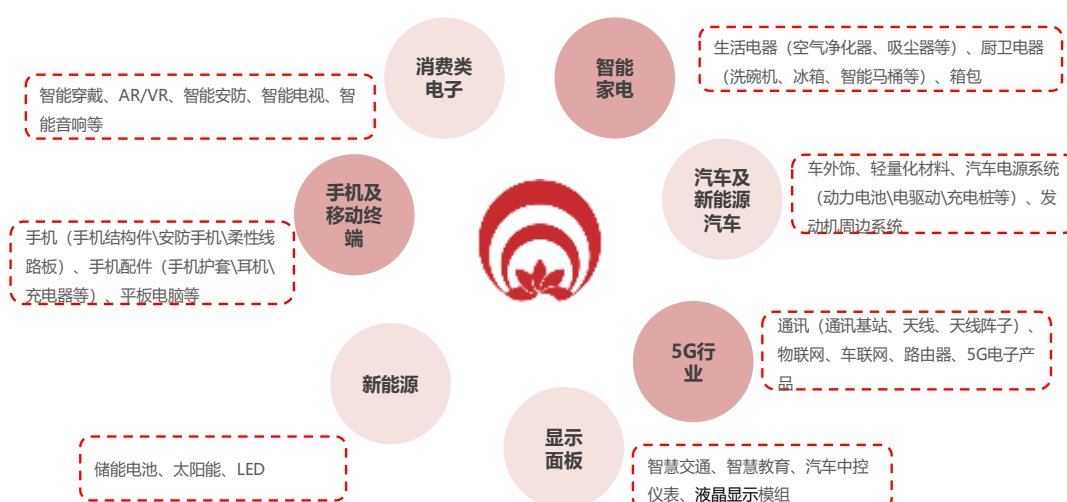 消费类
电子
智能
家电
生活电器（空气净化器、吸尘器等）、厨卫电器
（洗碗机、冰箱、智能马桶等）、箱包
智能穿戴、AR/VR、智能安防、智能电视、智
能音响等
手机及
移动终
端
汽车及
新能源
汽车
车外饰、轻量化材料、汽车电源系统
（动力电池\电驱动\充电桩等）、发
动机周边系统
手机（手机结构件\安防手机\柔性线
路板）、手机配件（手机护套\耳机\
充电器等）、平板电脑等
5G行
业
通讯（通讯基站、天线、天线阵子）、
物联网、车联网、路由器、5G电子产
品
新能源
储能电池、太阳能、LED
显示
面板
智慧交通、智慧教育、汽车中控
仪表、液晶显示模组